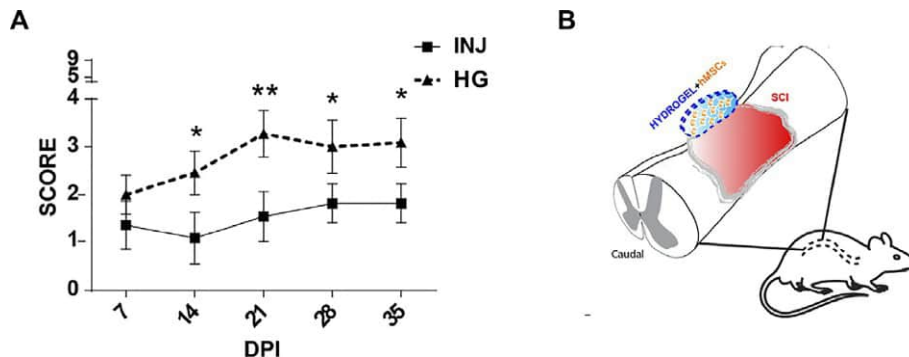 A
B
INJ
HG
SCORE
9
5
4
3
2
1
0
*
**
*
*
7
14
21
28
35
DPI
HYDROGEL+hMSCs
SCI
Caudal